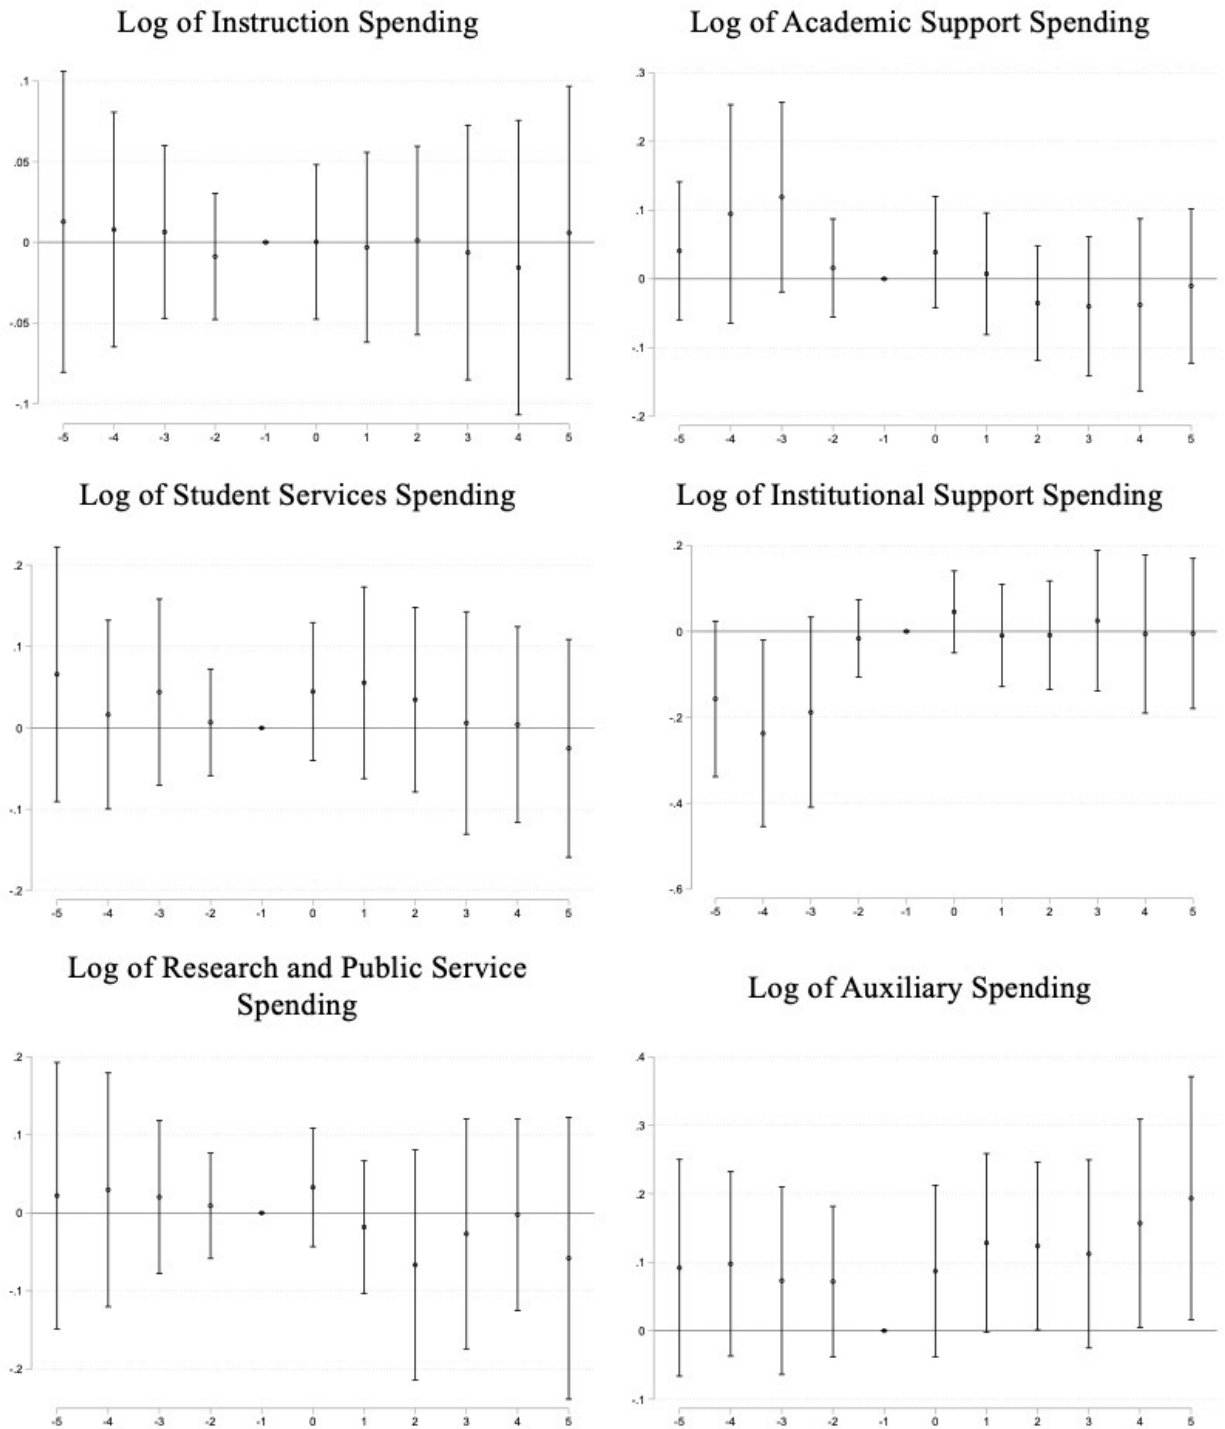 Log of Instruction Spending
.1
.05
0
-.05
-.1
-5 -4 -3 -2 -1 0 1 2 3 4 5
Log of Academic Support Spending
.3
.2
.1
0
-.1
-.2
-5 -4 -3 -2 -1 0 1 2 3 4 5
Log of Student Services Spending
.2
.1
0
-.1
-.2
-5 -4 -3 -2 -1 0 1 2 3 4 5
Log of Institutional Support Spending
.2
0
-.2
-.4
-.6
-5 -4 -3 -2 -1 0 1 2 3 4 5
Log of Research and Public Service
Spending
.2
.1
0
-.1
-.2
-5 -4 -3 -2 -1 0 1 2 3 4 5
Log of Auxiliary Spending
.4
.3
.2
.1
0
-.1
-5 -4 -3 -2 -1 0 1 2 3 4 5